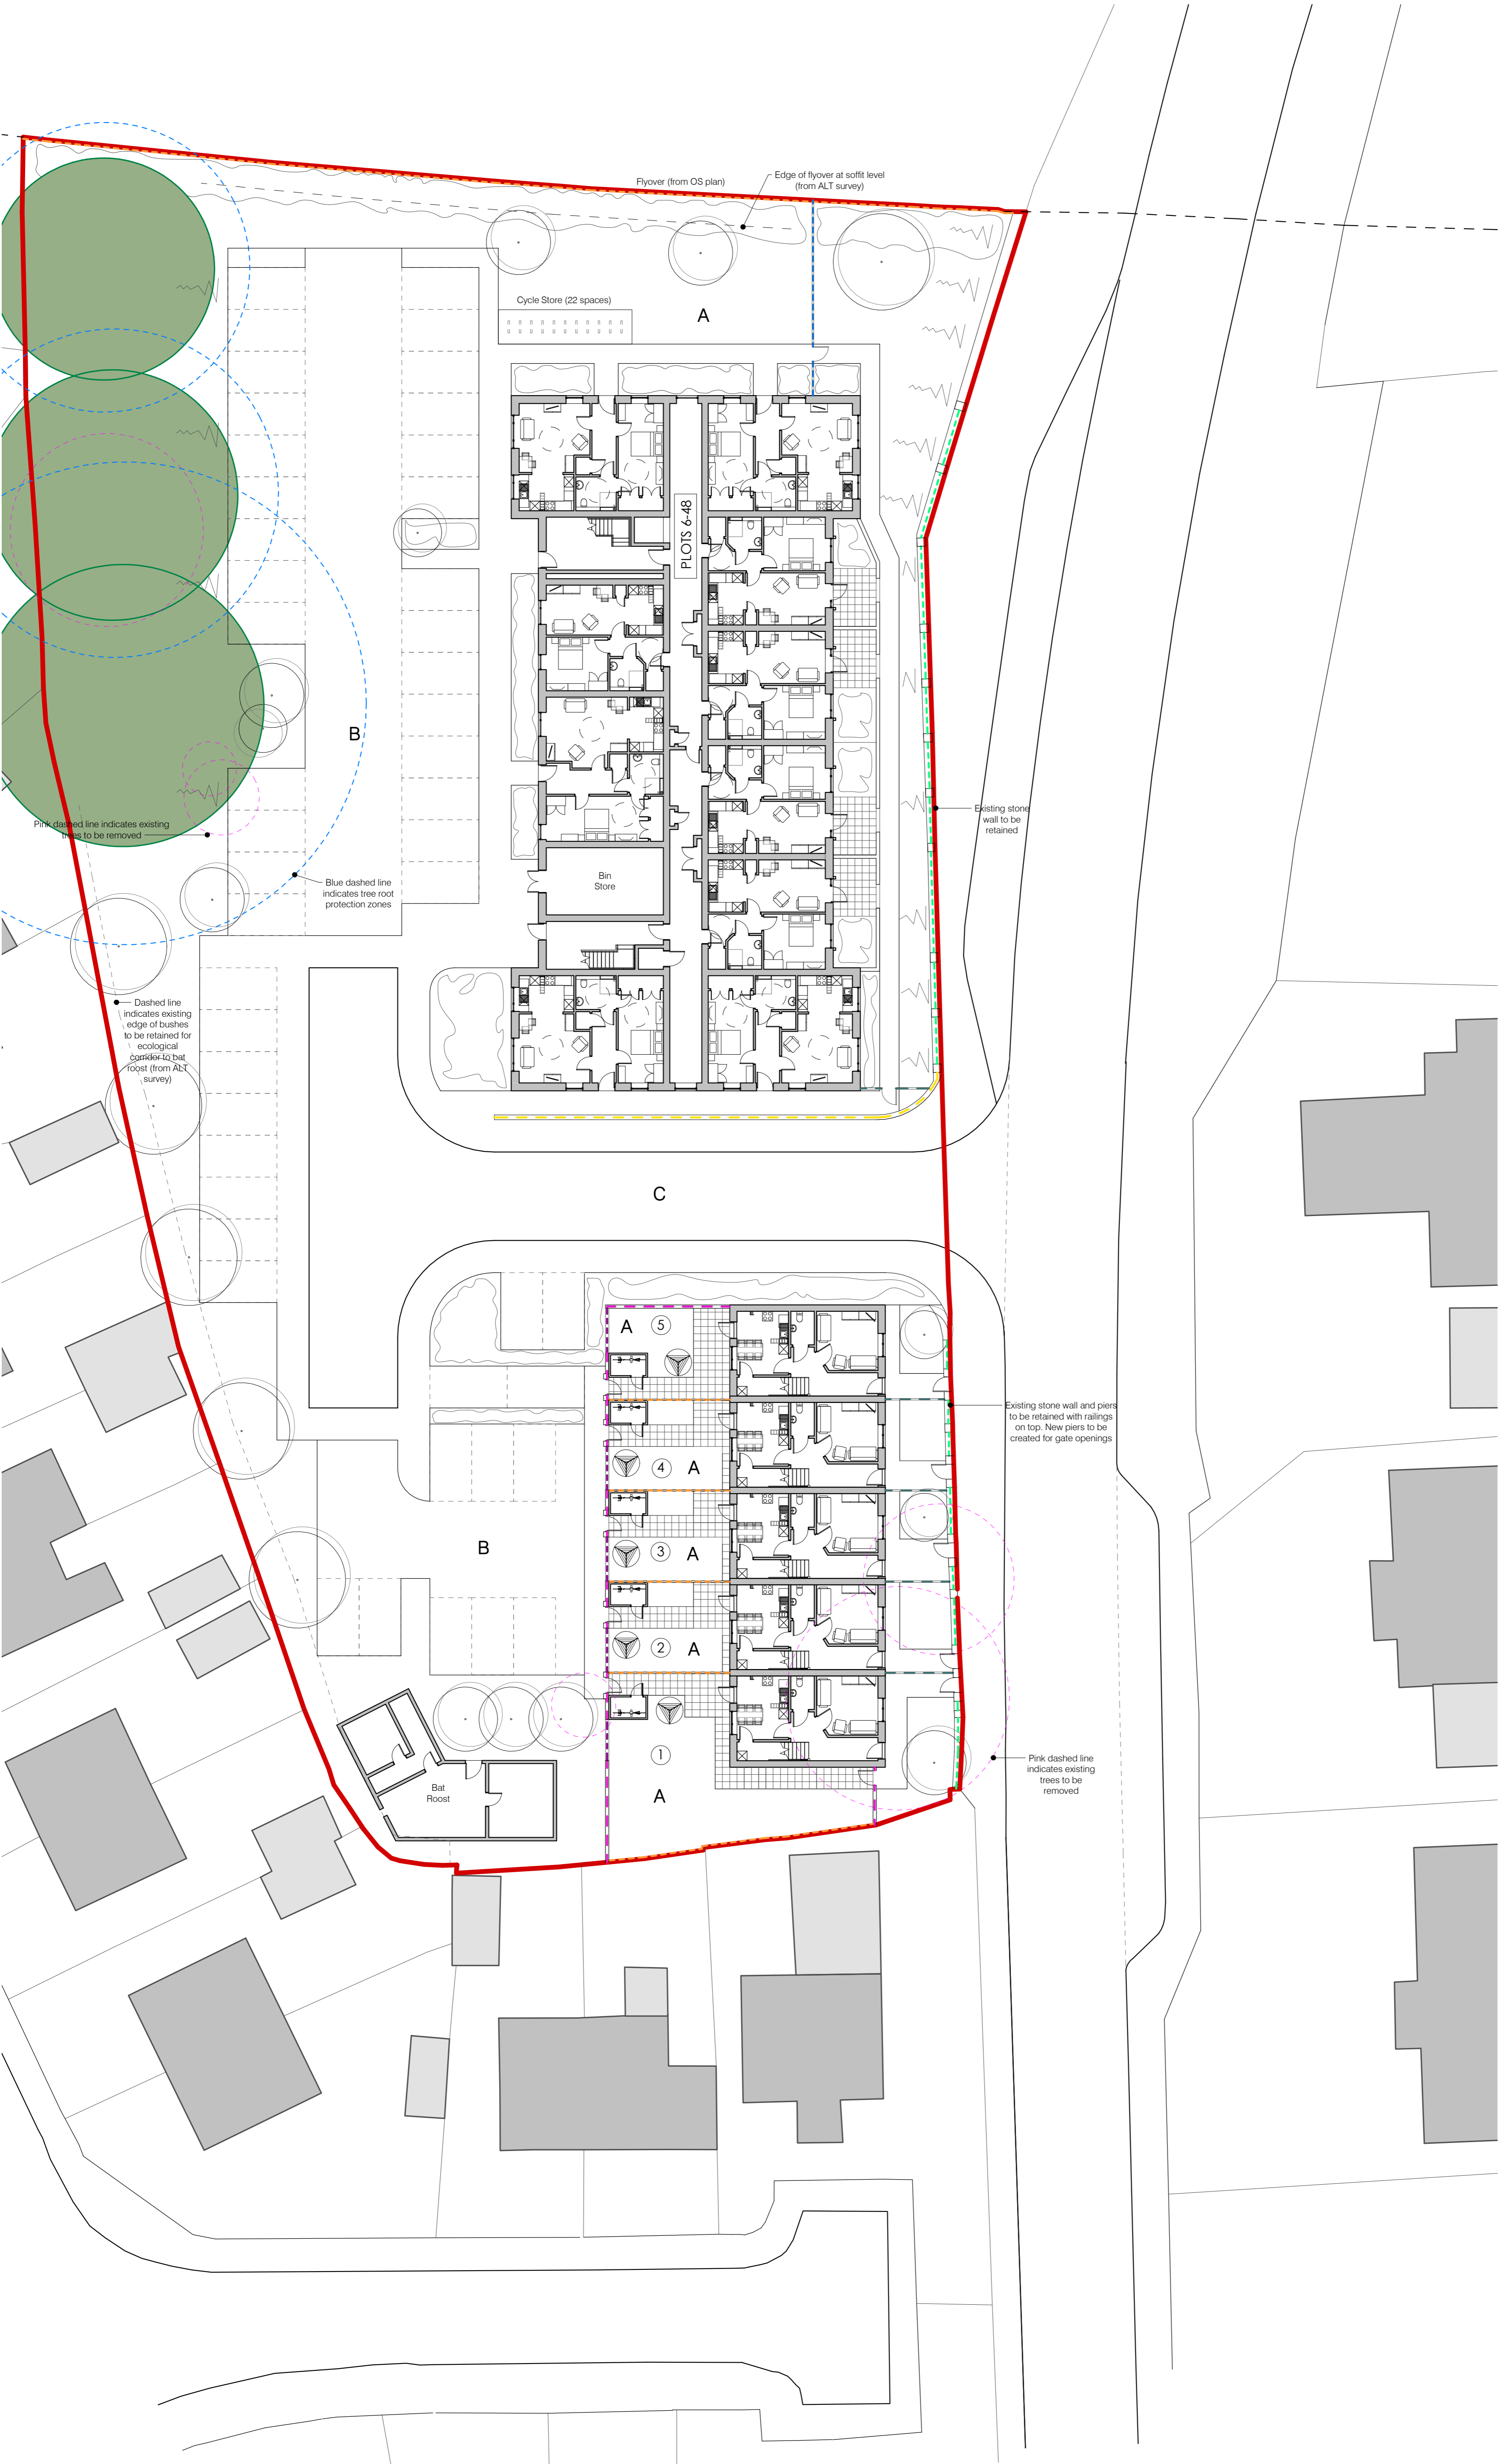 Flyover (from OS plan)
Edge of flyover at soffit level
(from ALT survey)
Cycle Store (22 spaces)
A
PLOTS 6-48
B
Existing stone
wall to be
retained
Pink dashed line indicates existing
trees to be removed
Bin
Store
Blue dashed line
indicates tree root
protection zones
Dashed line
indicates existing
edge of bushes
to be retained for
ecological
corridor to bat
roost (from ALT
survey)
C
A
5
Existing stone wall and piers
to be retained with railings
on top. New piers to be
created for gate openings
4
A
B
3
A
2
A
1
A
Bat
Roost
Pink dashed line
indicates existing
trees to be
removed